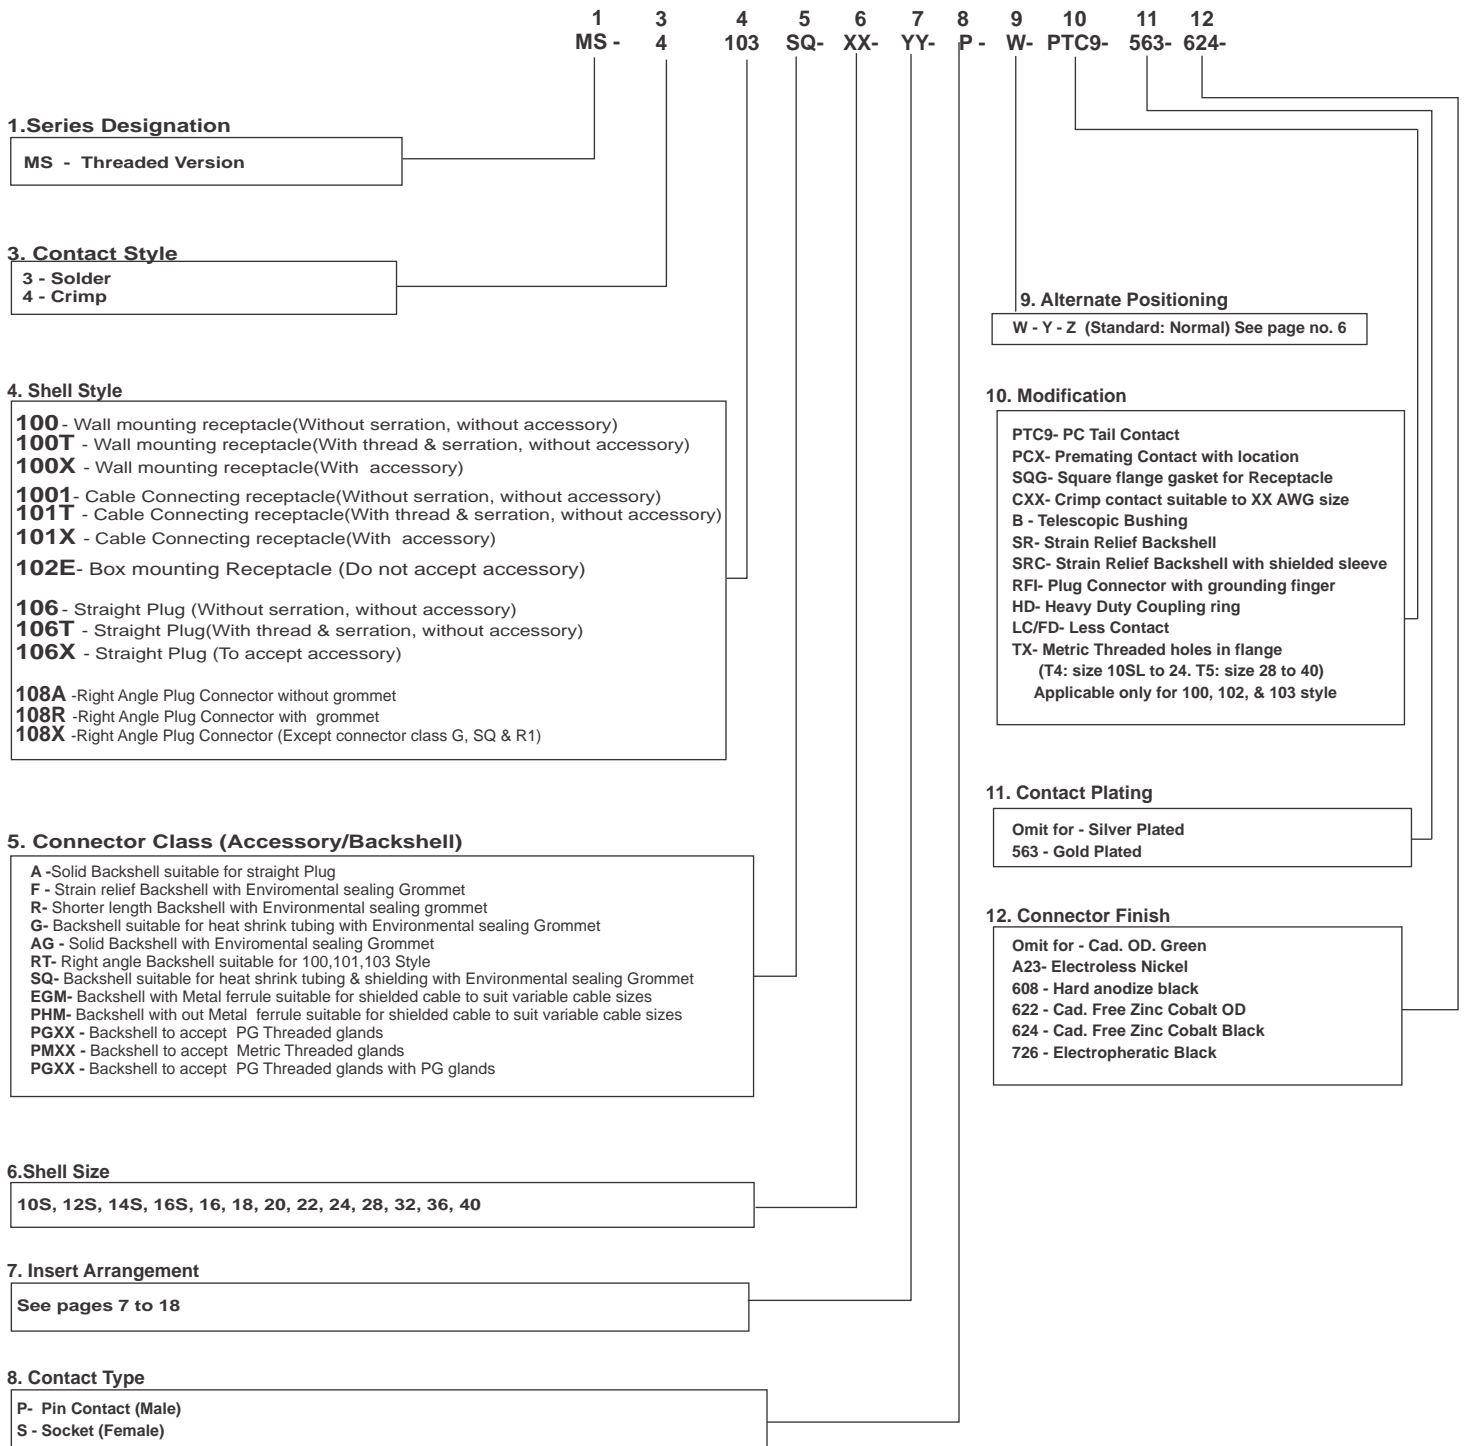 1 3 4 5 6 7 8 9 10 11 12
MS - 4 103 SQ- XX- YY- P - W- PTC9- 563- 624-
1.Series Designation
MS - Threaded Version
3. Contact Style
3 - Solder
4 - Crimp
4. Shell Style
100 - Wall mounting receptacle(Without serration, without accessory)
100T - Wall mounting receptacle(With thread & serration, without accessory)
100X - Wall mounting receptacle(With accessory)
1001- Cable Connecting receptacle(Without serration, without accessory)
101T - Cable Connecting receptacle(With thread & serration, without accessory)
101X - Cable Connecting receptacle(With accessory)
102E- Box mounting Receptacle (Do not accept accessory)
106 - Straight Plug (Without serration, without accessory)
106T - Straight Plug(With thread & serration, without accessory)
106X - Straight Plug (To accept accessory)
108A -Right Angle Plug Connector without grommet
108R -Right Angle Plug Connector with grommet
108X -Right Angle Plug Connector (Except connector class G, SQ & R1)
5. Connector Class (Accessory/Backshell)
A -Solid Backshell suitable for straight Plug
F - Strain relief Backshell with Enviromental sealing Grommet
R- Shorter length Backshell with Environmental sealing grommet
G- Backshell suitable for heat shrink tubing with Environmental sealing Grommet
AG - Solid Backshell with Enviromental sealing Grommet
RT- Right angle Backshell suitable for 100,101,103 Style
SQ- Backshell suitable for heat shrink tubing & shielding with Environmental sealing Grommet
EGM- Backshell with Metal ferrule suitable for shielded cable to suit variable cable sizes
PHM- Backshell with out Metal ferrule suitable for shielded cable to suit variable cable sizes
PGXX - Backshell to accept PG Threaded glands
PMXX - Backshell to accept Metric Threaded glands
PGXX - Backshell to accept PG Threaded glands with PG glands
6.Shell Size
10S, 12S, 14S, 16S, 16, 18, 20, 22, 24, 28, 32, 36, 40
7. Insert Arrangement
See pages 7 to 18
8. Contact Type
P- Pin Contact (Male)
S - Socket (Female)
9. Alternate Positioning
W - Y - Z (Standard: Normal) See page no. 6
10. Modification
PTC9- PC Tail Contact
PCX- Premating Contact with location
SQG- Square flange gasket for Receptacle
CXX- Crimp contact suitable to XX AWG size
B - Telescopic Bushing
SR- Strain Relief Backshell
SRC- Strain Relief Backshell with shielded sleeve
RFI- Plug Connector with grounding finger
HD- Heavy Duty Coupling ring
LC/FD- Less Contact
TX- Metric Threaded holes in flange
(T4: size 10SL to 24. T5: size 28 to 40)
Applicable only for 100, 102, & 103 style
11. Contact Plating
Omit for - Silver Plated
563 - Gold Plated
12. Connector Finish
Omit for - Cad. OD. Green
A23- Electroless Nickel
608 - Hard anodize black
622 - Cad. Free Zinc Cobalt OD
624 - Cad. Free Zinc Cobalt Black
726 - Electropheratic Black